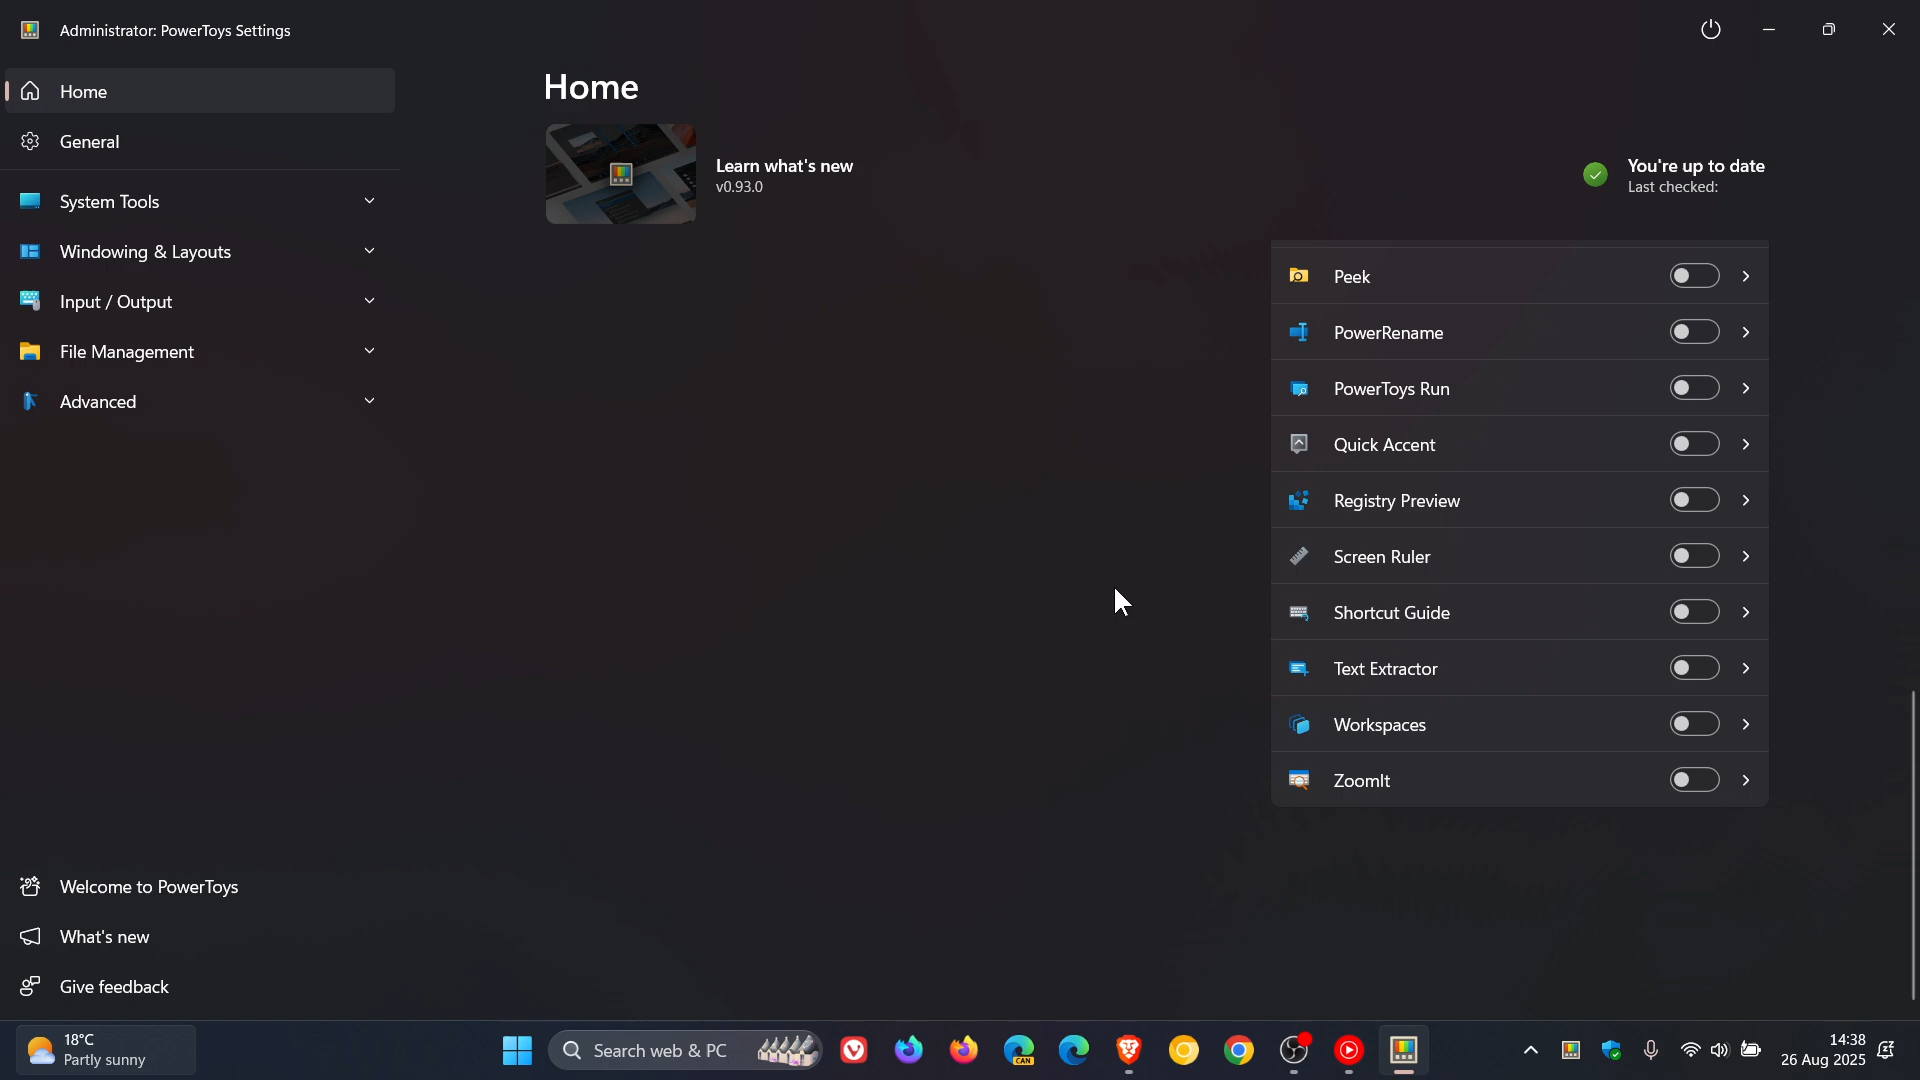 Administrator: PowerToys Settings
Home
General
System Tools
Windowing & Layouts
Input / Output
File Management
Advanced
Welcome to PowerToys
What's new
Give feedback
Home
Learn what's new
v0.93.0
You're up to date
Last checked:
Peek
PowerRename
PowerToys Run
Quick Accent
Registry Preview
Screen Ruler
Shortcut Guide
Text Extractor
Workspaces
ZoomIt
18°C
Partly sunny
Search web & PC
CAN
14:38
26 Aug 2025